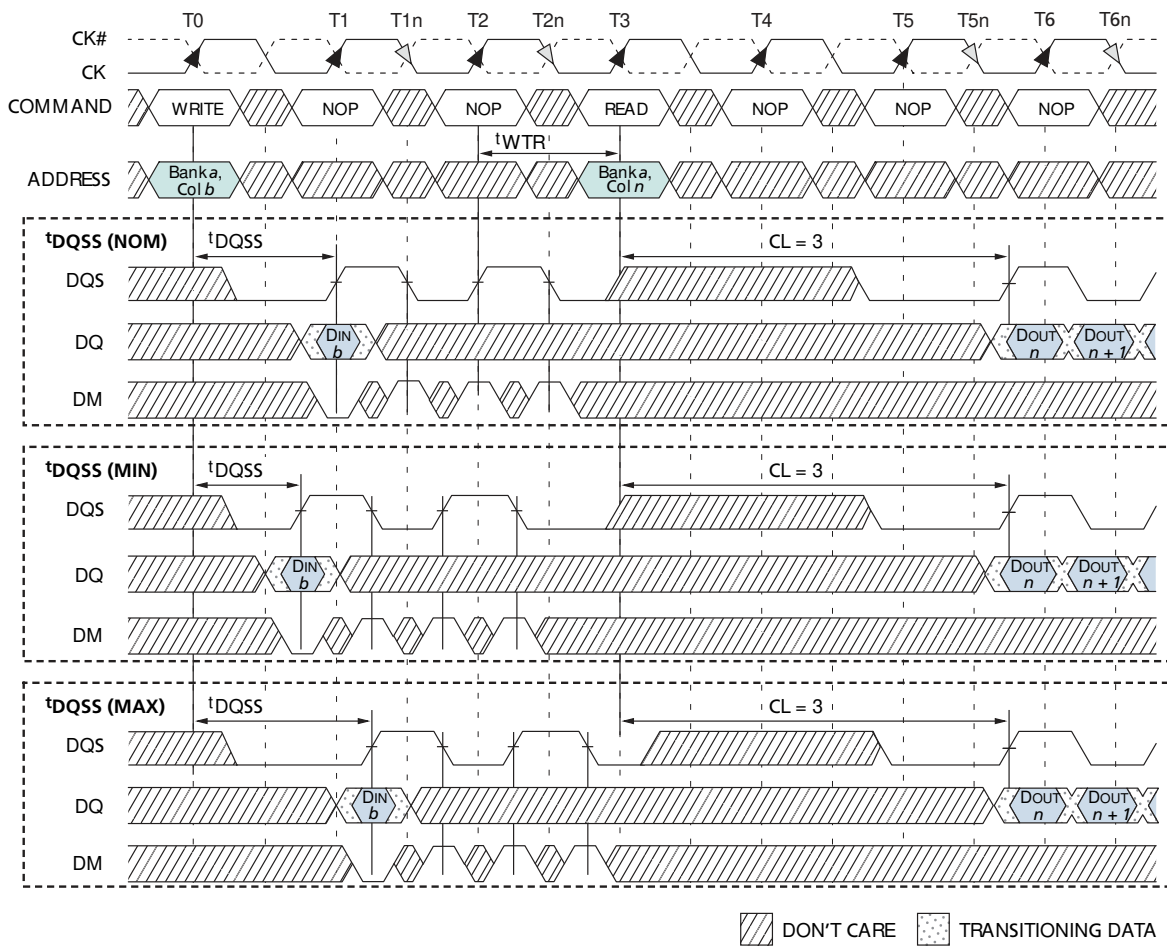 T0 T1 T1n T2 T2n T3 T4 T5 T5n T6 T6n
CK#
CK
COMMAND WRITE NOP NOP READ NOP NOP NOP
tWTR
ADDRESS Bank a, Col b Bank a, Col n
tDQSS (NOM) tDQSS CL = 3
DQS
DQ DIN b DOUT n DOUT n + 1
DM
tDQSS (MIN) tDQSS CL = 3
DQS
DQ DIN b DOUT n DOUT n + 1
DM
tDQSS (MAX) tDQSS CL = 3
DQS
DQ DIN b DOUT n DOUT n + 1
DM
DON'T CARE TRANSITIONING DATA